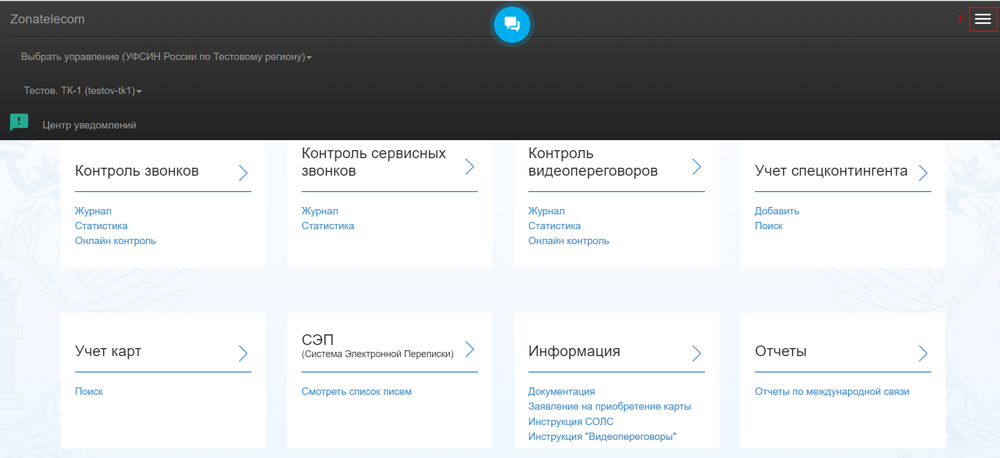 Zonatelecom
1
Выбрать управление (УФСИН России по Тестовому региону)
Тестов. ТК-1 (testov-tk1)
Центр уведомлений
Контроль звонков
Журнал
Статистика
Онлайн контроль
Контроль сервисных
звонков
Журнал
Статистика
Контроль
видеопереговоров
Журнал
Статистика
Онлайн контроль
Учет спецконтингента
Добавить
Поиск
Учет карт
Поиск
СЭП
(Система Электронной Переписки)
Смотреть список писем
Информация
Документация
Заявление на приобретение карты
Инструкция СОЛС
Инструкция "Видеопереговоры"
Отчеты
Отчеты по международной связи